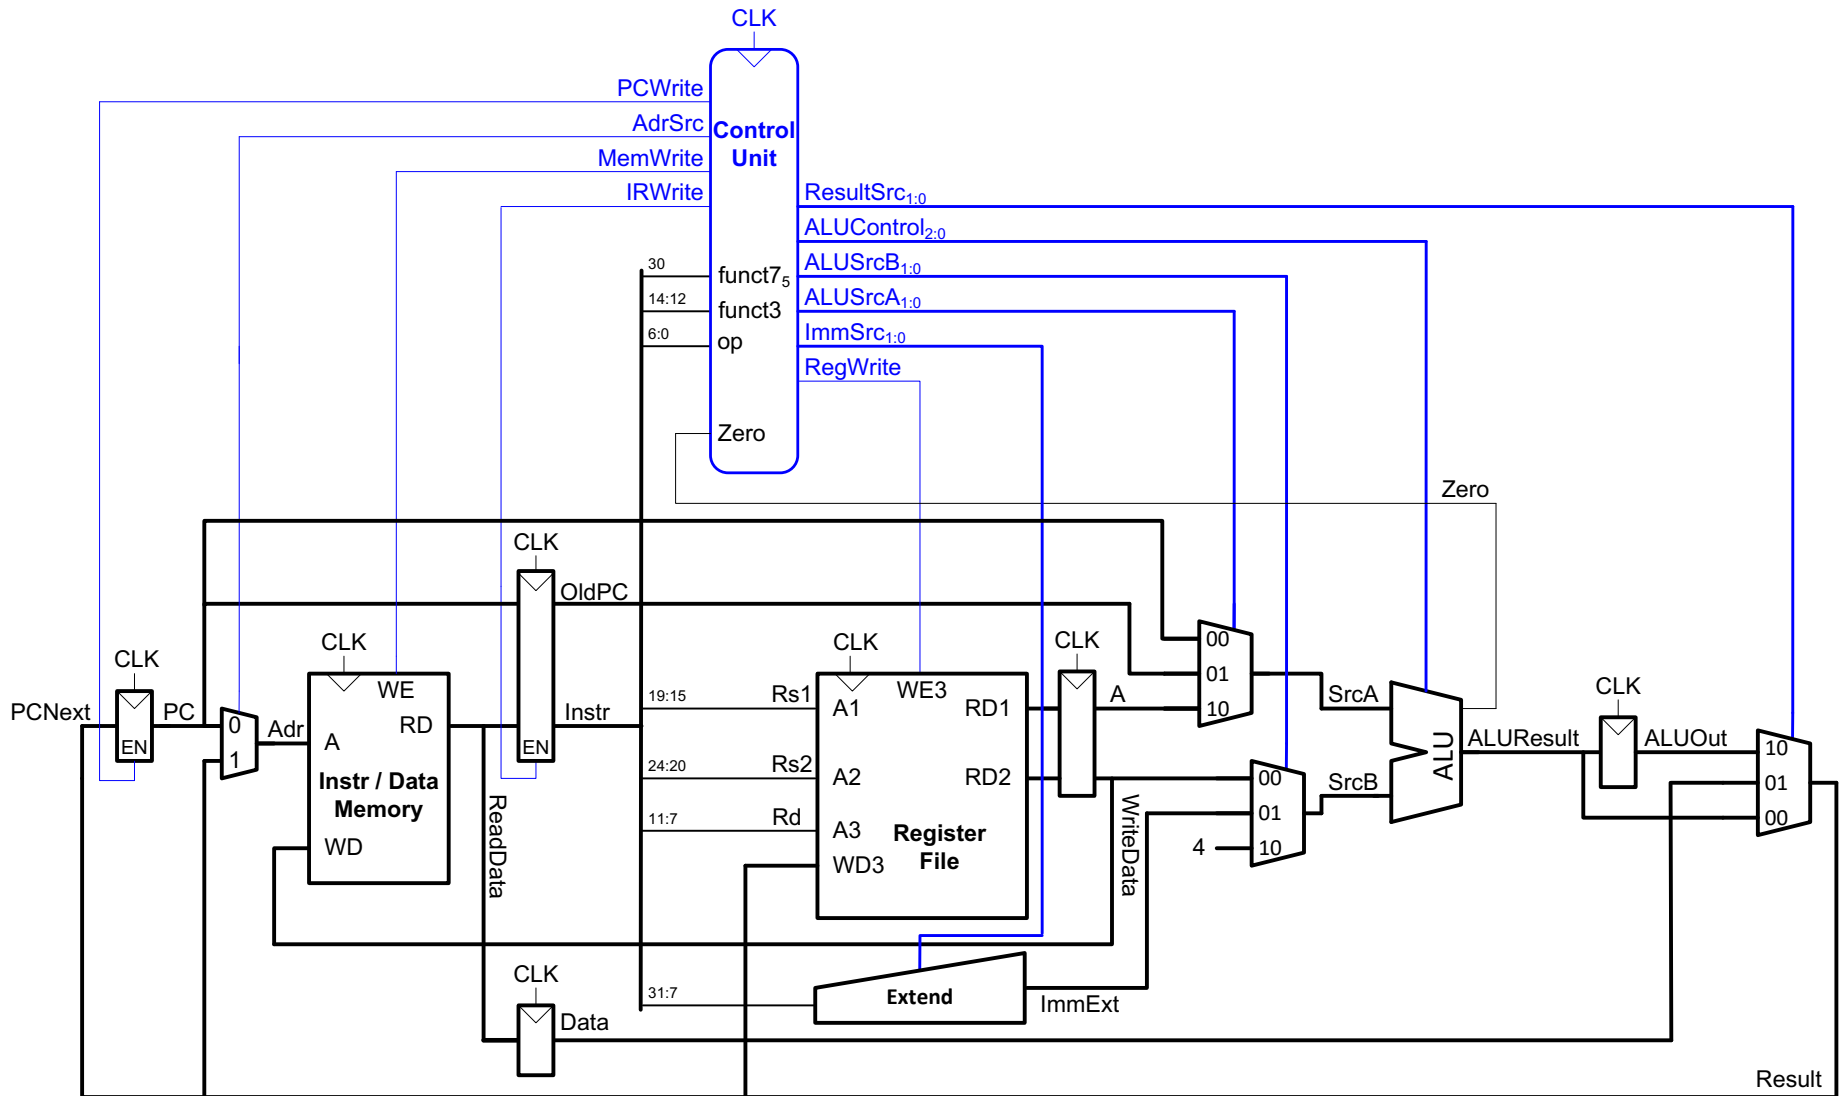 CLK
PCWrite
AdrSrc
MemWrite
IRWrite
Control
Unit
ResultSrc1:0
ALUControl2:0
ALUSrcB1:0
ALUSrcA1:0
ImmSrc1:0
RegWrite
30
funct75
14:12
funct3
6:0
op
Zero
Zero
CLK
OldPC
CLK
PCNext
EN
PC
0
1
Adr
CLK
WE
RD
A
Instr / Data
Memory
WD
EN
Instr
ReadData
19:15
Rs1
24:20
Rs2
11:7
Rd
31:7
CLK
WE3
A1
RD1
A2
RD2
A3
WD3
Register
File
CLK
A
WriteData
00
01
10
SrcA
00
01
4
10
SrcB
ALU
ALUResult
CLK
ALUOut
10
01
00
Extend
ImmExt
CLK
Data
Result